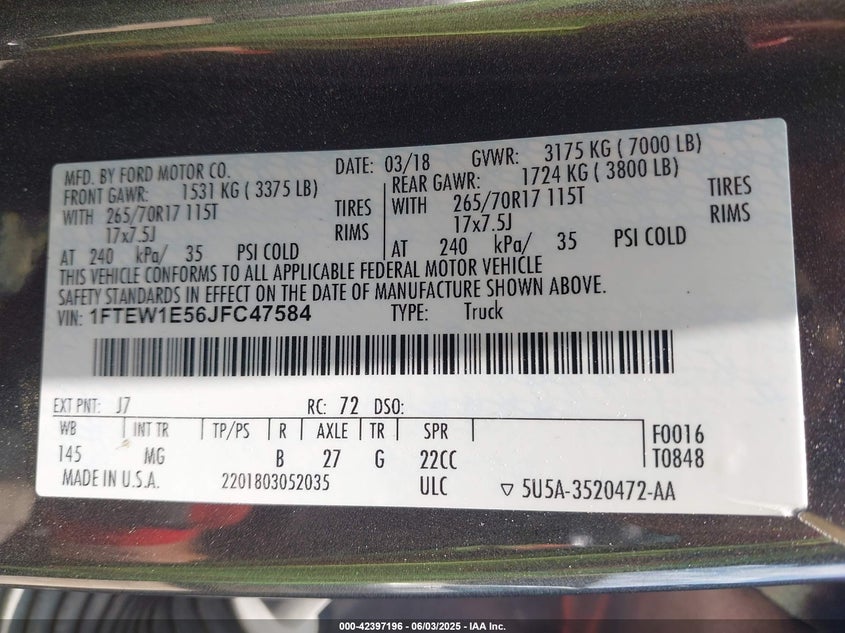 MFD. BY FORD MOTOR CO. DATE: 03/18 GVWR: 3175 KG ( 7000 LB)
FRONT GAWR: 1531 KG ( 3375 LB) REAR GAWR: 1724 KG ( 3800 LB)
WITH 265/70R17 115T TIRES WITH 265/70R17 115T TIRES
17x7.5J RIMS 17x7.5J RIMS
AT 240 kPa/ 35 PSI COLD AT 240 kPa/ 35 PSI COLD
THIS VEHICLE CONFORMS TO ALL APPLICABLE FEDERAL MOTOR VEHICLE
SAFETY STANDARDS IN EFFECT ON THE DATE OF MANUFACTURE SHOWN ABOVE.
VIN: 1FTEW1E56JFC47584 TYPE: Truck
EXT PNT: J7 RC: 72 DSO:
WB INT TR TP/PS R AXLE TR SPR F0016
145 MG B 27 G 22CC T0848
MADE IN U.S.A. 2201803052035 ULC ▽ 5U5A-3520472-AA
000-42397196 - 06/03/2025 - IAA Inc.